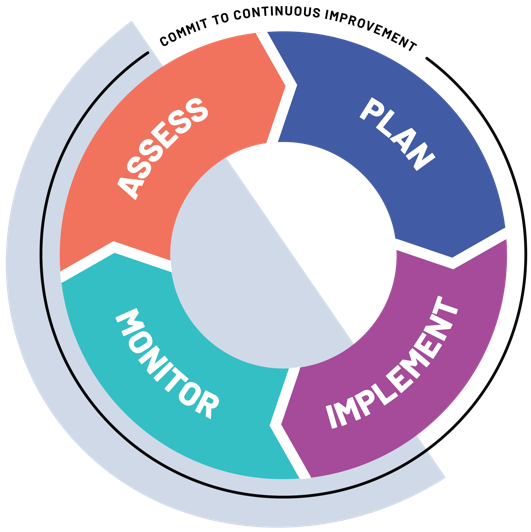 COMMIT TO CONTINUOUS IMPROVEMENT
ASSESS
PLAN
IMPLEMENT
MONITOR